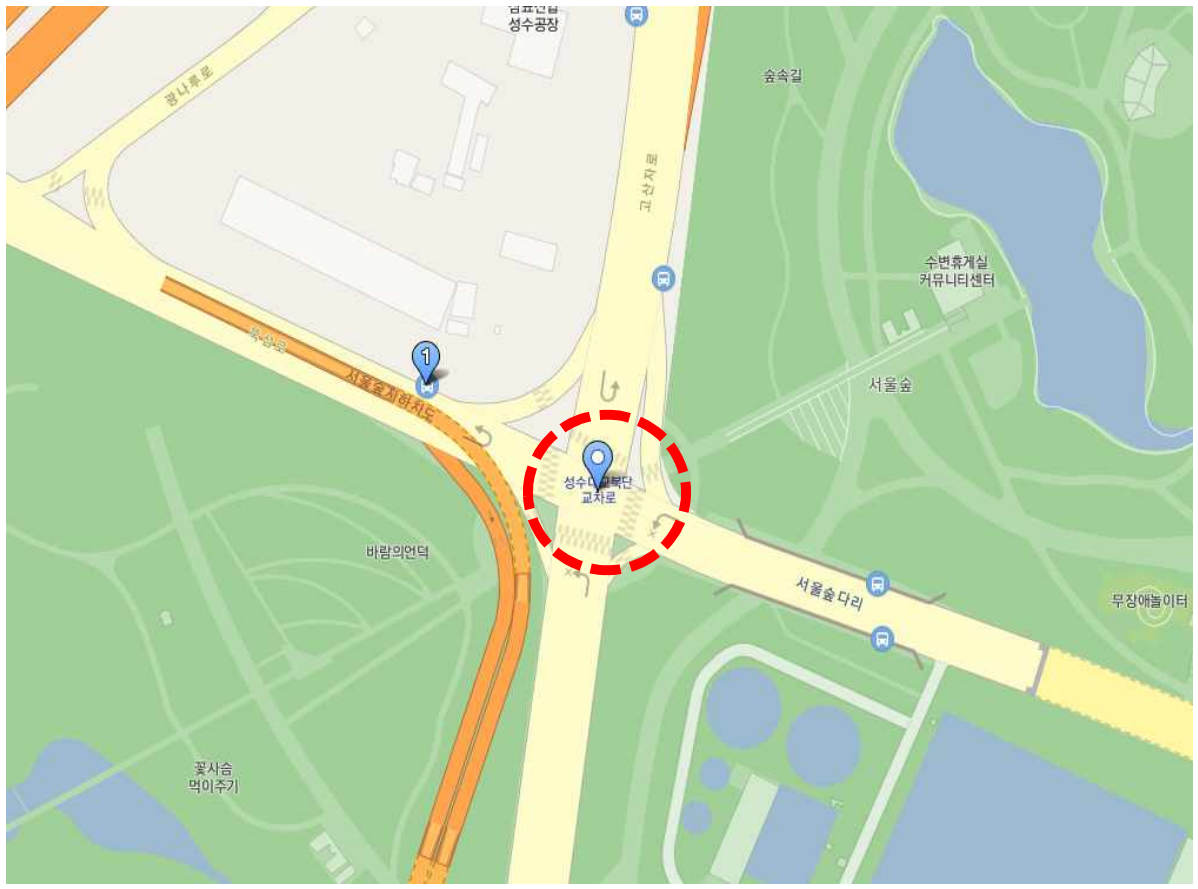 성수공장
광나루로
숲속길
고산자로
수변휴게실
커뮤니티센터
1
서울숲지하차도
서울숲
교차로
바람의언덕
서울숲다리
무장애놀이터
꽃사슴
먹이주기